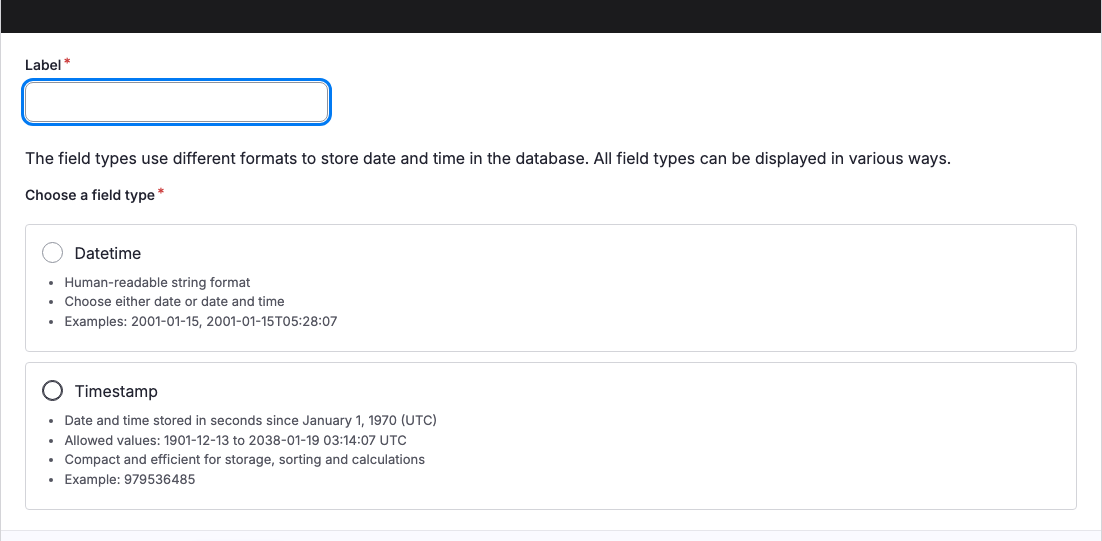 Label*
The field types use different formats to store date and time in the database. All field types can be displayed in various ways.
Choose a field type*
Datetime
• Human-readable string format
• Choose either date or date and time
• Examples: 2001-01-15, 2001-01-15T05:28:07
Timestamp
• Date and time stored in seconds since January 1, 1970 (UTC)
• Allowed values: 1901-12-13 to 2038-01-19 03:14:07 UTC
• Compact and efficient for storage, sorting and calculations
• Example: 979536485